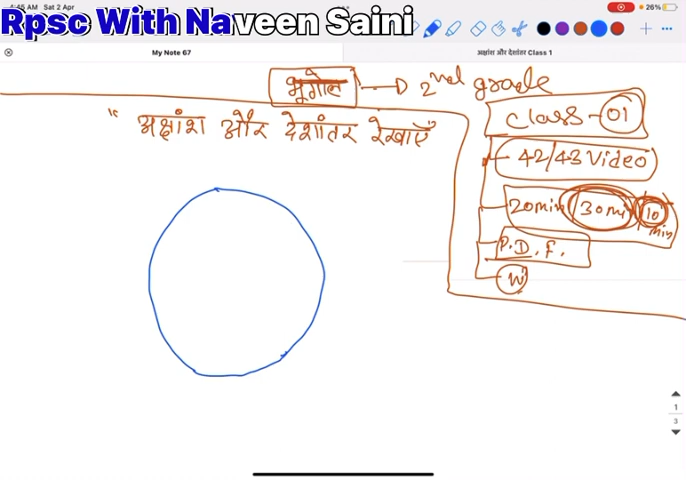 4:45 AM Sat 2 Apr
26%
Rpsc With Naveen Saini
My Note 67
अक्षांश और देशांतर Class 1
भूगोल → 2nd grade
Class - 01
"अक्षांश और देशांतर रेखाएँ"
42/43 Video
20min 30mi 10 min
P.D.F.
W
1
3